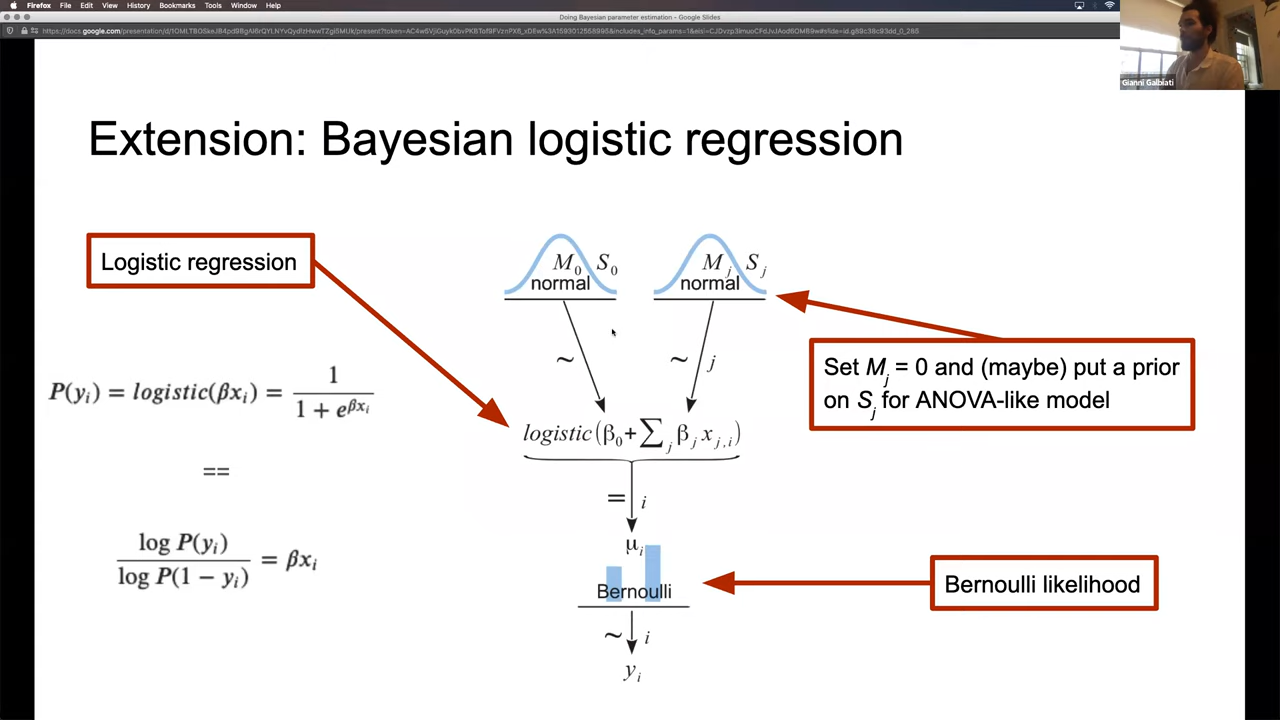 Firefox File Edit View History Bookmarks Tools Window Help
Doing Bayesian parameter estimation - Google Slides
Gianni Galbiati
Extension: Bayesian logistic regression
Logistic regression
M0 S0
normal
Mj Sj
normal
Set Mj = 0 and (maybe) put a prior
on Sj for ANOVA-like model
~
~ j
P(yi) = logistic(βxi) = 1 / (1 + e^βxi)
logistic(β0+∑j βj xj,i)
==
= i
log P(yi) / log P(1 − yi) = βxi
μi
Bernoulli
Bernoulli likelihood
~ i
yi